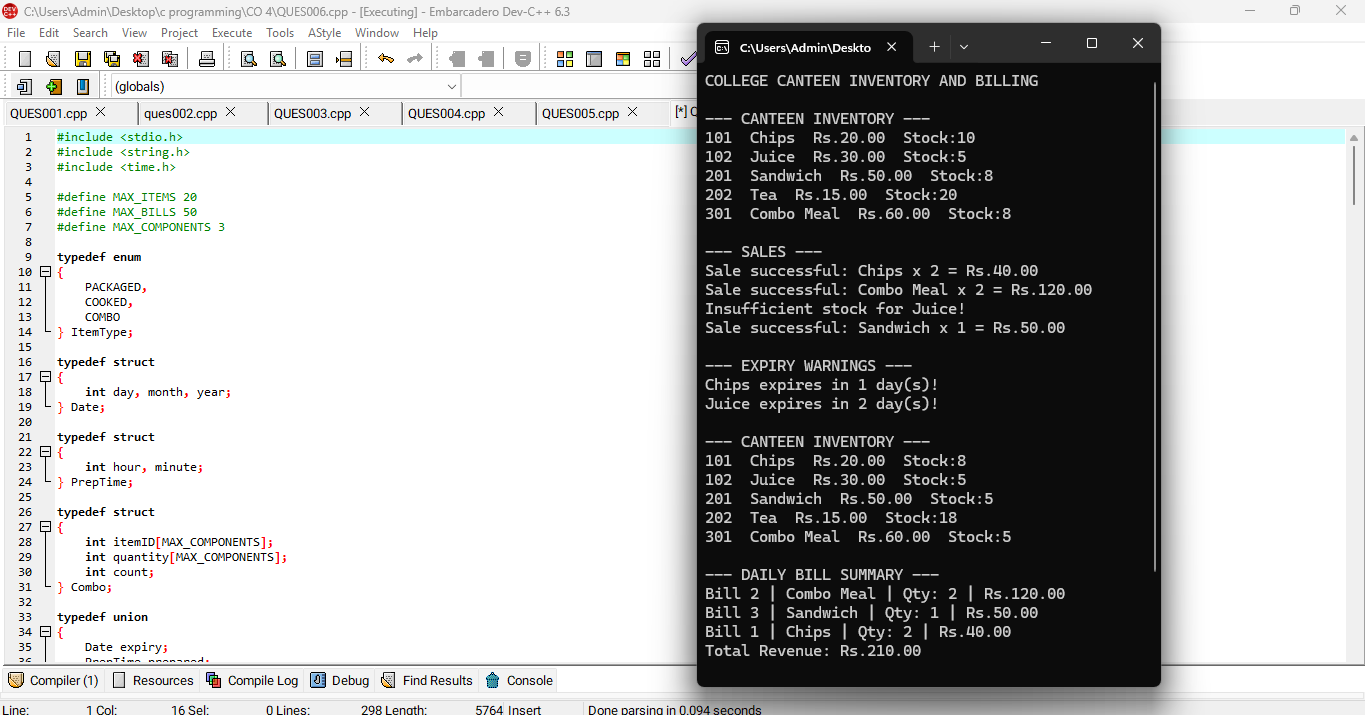 C:\Users\Admin\Desktop\c programming\CO 4\QUES006.cpp - [Executing] - Embarcadero Dev-C++ 6.3
File Edit Search View Project Execute Tools AStyle Window Help
(globals)
QUES001.cpp ques002.cpp QUES003.cpp QUES004.cpp QUES005.cpp [*]
1 #include <stdio.h>
2 #include <string.h>
3 #include <time.h>
4
5 #define MAX_ITEMS 20
6 #define MAX_BILLS 50
7 #define MAX_COMPONENTS 3
8
9 typedef enum
10 {
11 PACKAGED,
12 COOKED,
13 COMBO
14 } ItemType;
15
16 typedef struct
17 {
18 int day, month, year;
19 } Date;
20
21 typedef struct
22 {
23 int hour, minute;
24 } PrepTime;
25
26 typedef struct
27 {
28 int itemID[MAX_COMPONENTS];
29 int quantity[MAX_COMPONENTS];
30 int count;
31 } Combo;
32
33 typedef union
34 {
35 Date expiry;
36 PrepTime prepared;
Compiler (1) Resources Compile Log Debug Find Results Console
Line: 1 Col: 16 Sel: 0 Lines: 298 Length: 5764 Insert Done parsing in 0.094 seconds
C:\Users\Admin\Deskto
COLLEGE CANTEEN INVENTORY AND BILLING
--- CANTEEN INVENTORY ---
101 Chips Rs.20.00 Stock:10
102 Juice Rs.30.00 Stock:5
201 Sandwich Rs.50.00 Stock:8
202 Tea Rs.15.00 Stock:20
301 Combo Meal Rs.60.00 Stock:8
--- SALES ---
Sale successful: Chips x 2 = Rs.40.00
Sale successful: Combo Meal x 2 = Rs.120.00
Insufficient stock for Juice!
Sale successful: Sandwich x 1 = Rs.50.00
--- EXPIRY WARNINGS ---
Chips expires in 1 day(s)!
Juice expires in 2 day(s)!
--- CANTEEN INVENTORY ---
101 Chips Rs.20.00 Stock:8
102 Juice Rs.30.00 Stock:5
201 Sandwich Rs.50.00 Stock:5
202 Tea Rs.15.00 Stock:18
301 Combo Meal Rs.60.00 Stock:5
--- DAILY BILL SUMMARY ---
Bill 2 | Combo Meal | Qty: 2 | Rs.120.00
Bill 3 | Sandwich | Qty: 1 | Rs.50.00
Bill 1 | Chips | Qty: 2 | Rs.40.00
Total Revenue: Rs.210.00